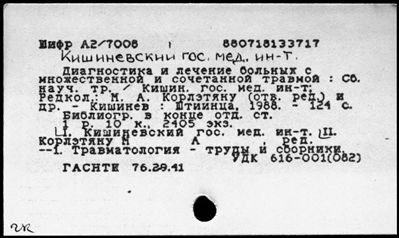 Шифр А2/7008 880718133717
Кишиневский гос. мед. ин-т.
Диагностика и лечение больных с
множественной и сочетанной травмой : Сб.
науч. тр. / Кишин. гос. мед. ин-т;
Редкол.: М. А. Корлэтяну (отв. ред.) и
др. - Кишинев : Штиинца, 1988. - 124 с.
Библиогр. в конце отд. ст.
1 р. 10 к., 2405 экз.
I. Кишиневский гос. мед. ин-т. II.
Корлэтяну М А , ред.
--1. Травматология - труды и сборники.
УДК 616-001(082)
ГАСНТИ 76.29.41